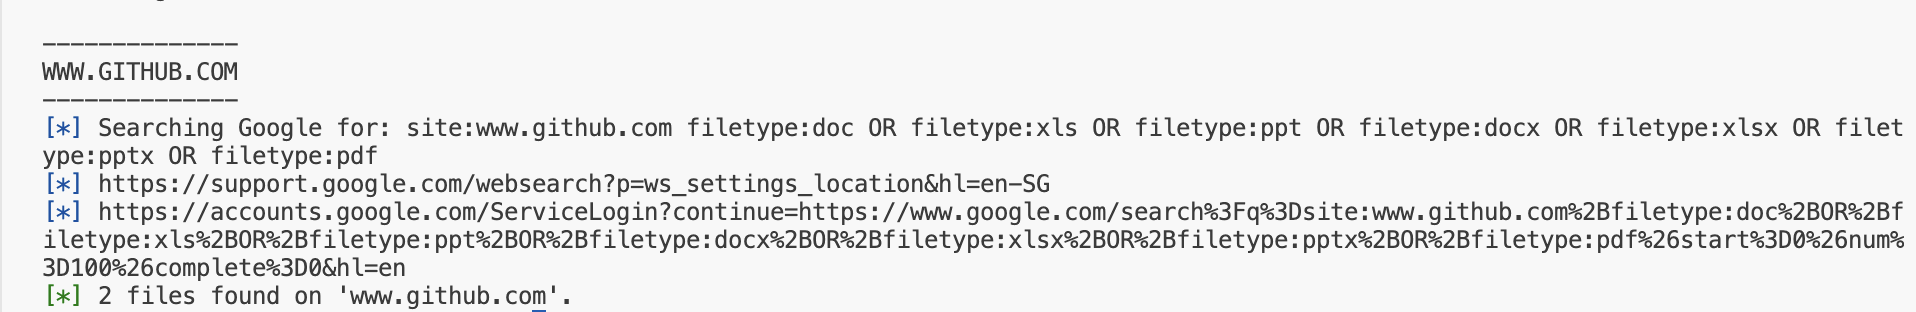 --------------
WWW.GITHUB.COM
--------------
[*] Searching Google for: site:www.github.com filetype:doc OR filetype:xls OR filetype:ppt OR filetype:docx OR filetype:xlsx OR filet
ype:pptx OR filetype:pdf
[*] https://support.google.com/websearch?p=ws_settings_location&hl=en-SG
[*] https://accounts.google.com/ServiceLogin?continue=https://www.google.com/search%3Fq%3Dsite:www.github.com%2Bfiletype:doc%2BOR%2Bf
iletype:xls%2BOR%2Bfiletype:ppt%2BOR%2Bfiletype:docx%2BOR%2Bfiletype:xlsx%2BOR%2Bfiletype:pptx%2BOR%2Bfiletype:pdf%26start%3D0%26num%
3D100%26complete%3D0&hl=en
[*] 2 files found on 'www.github.com'.